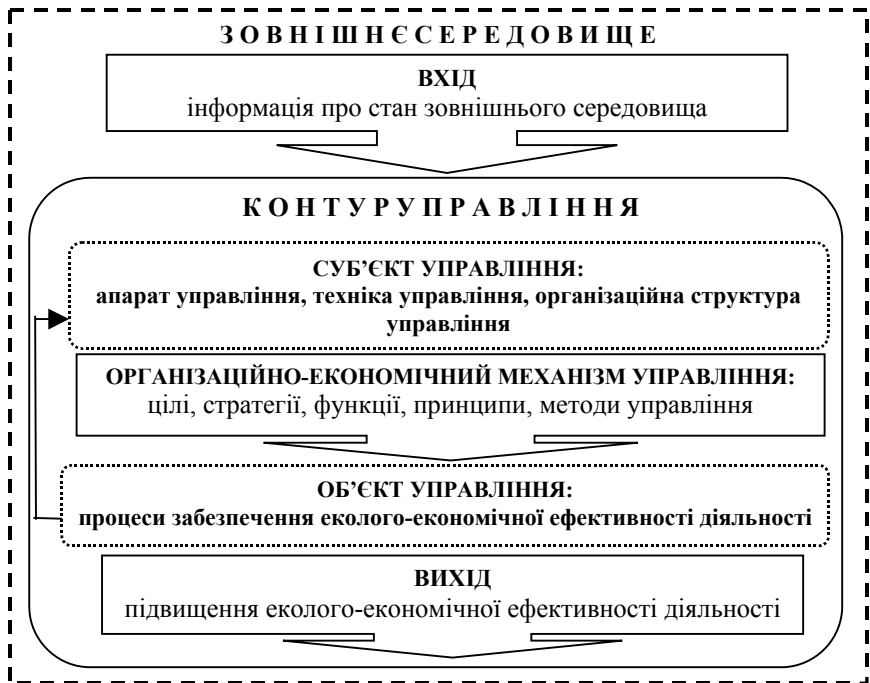 З О В Н І Ш Н Є С Е Р Е Д О В И Щ Е
ВХІД
інформація про стан зовнішнього середовища
К О Н Т У Р У П Р А В Л І Н Н Я
СУБ’ЄКТ УПРАВЛІННЯ:
апарат управління, техніка управління, організаційна структура
управління
ОРГАНІЗАЦІЙНО-ЕКОНОМІЧНИЙ МЕХАНІЗМ УПРАВЛІННЯ:
цілі, стратегії, функції, принципи, методи управління
ОБ’ЄКТ УПРАВЛІННЯ:
процеси забезпечення еколого-економічної ефективності діяльності
ВИХІД
підвищення еколого-економічної ефективності діяльності